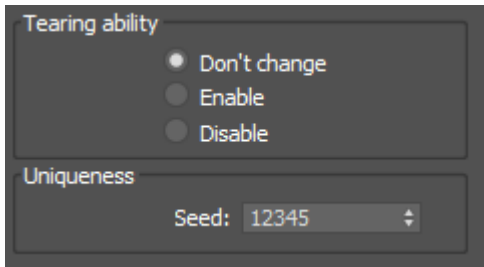 Tearing ability
Don't change
Enable
Disable
Uniqueness
Seed: 12345